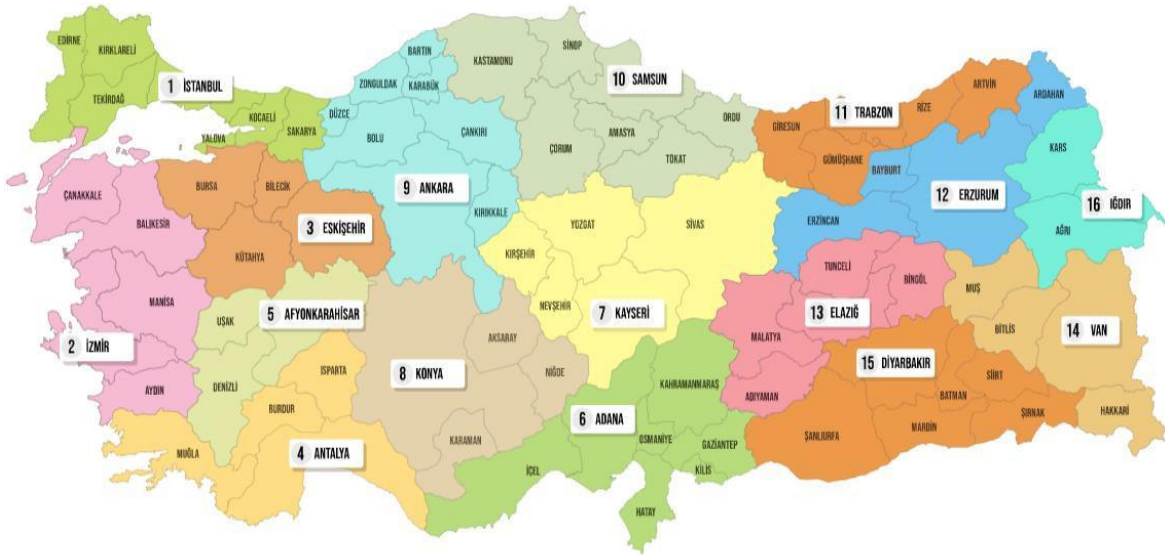 EDİRNE
KIRKLARELİ
TEKİRDAĞ
1 İSTANBUL
KOCAELİ
YALOVA
SAKARYA
ÇANAKKALE
BALIKESİR
MANİSA
2 İZMİR
AYDIN
BURSA
BİLECİK
3 ESKİŞEHİR
KÜTAHYA
UŞAK
5 AFYONKARAHİSAR
DENİZLİ
ISPARTA
BURDUR
MUĞLA
4 ANTALYA
BARTIN
ZONGULDAK
KARABÜK
DÜZCE
BOLU
ÇANKIRI
9 ANKARA
KIRIKKALE
8 KONYA
AKSARAY
NİĞDE
KARAMAN
KASTAMONU
SİNOP
10 SAMSUN
ÇORUM
AMASYA
ORDU
TOKAT
YOZGAT
SİVAS
KIRŞEHİR
NEVŞEHİR
7 KAYSERİ
KAHRAMANMARAŞ
6 ADANA
OSMANİYE
GAZİANTEP
KİLİS
İÇEL
HATAY
GİRESUN
11 TRABZON
RİZE
ARTVİN
GÜMÜŞHANE
BAYBURT
ARDAHAN
12 ERZURUM
ERZİNCAN
KARS
16 IĞDIR
AĞRI
TUNCELİ
BİNGÖL
13 ELAZIĞ
MALATYA
ADIYAMAN
MUŞ
BİTLİS
14 VAN
HAKKARİ
15 DİYARBAKIR
SİİRT
BATMAN
ŞIRNAK
MARDİN
ŞANLIURFA